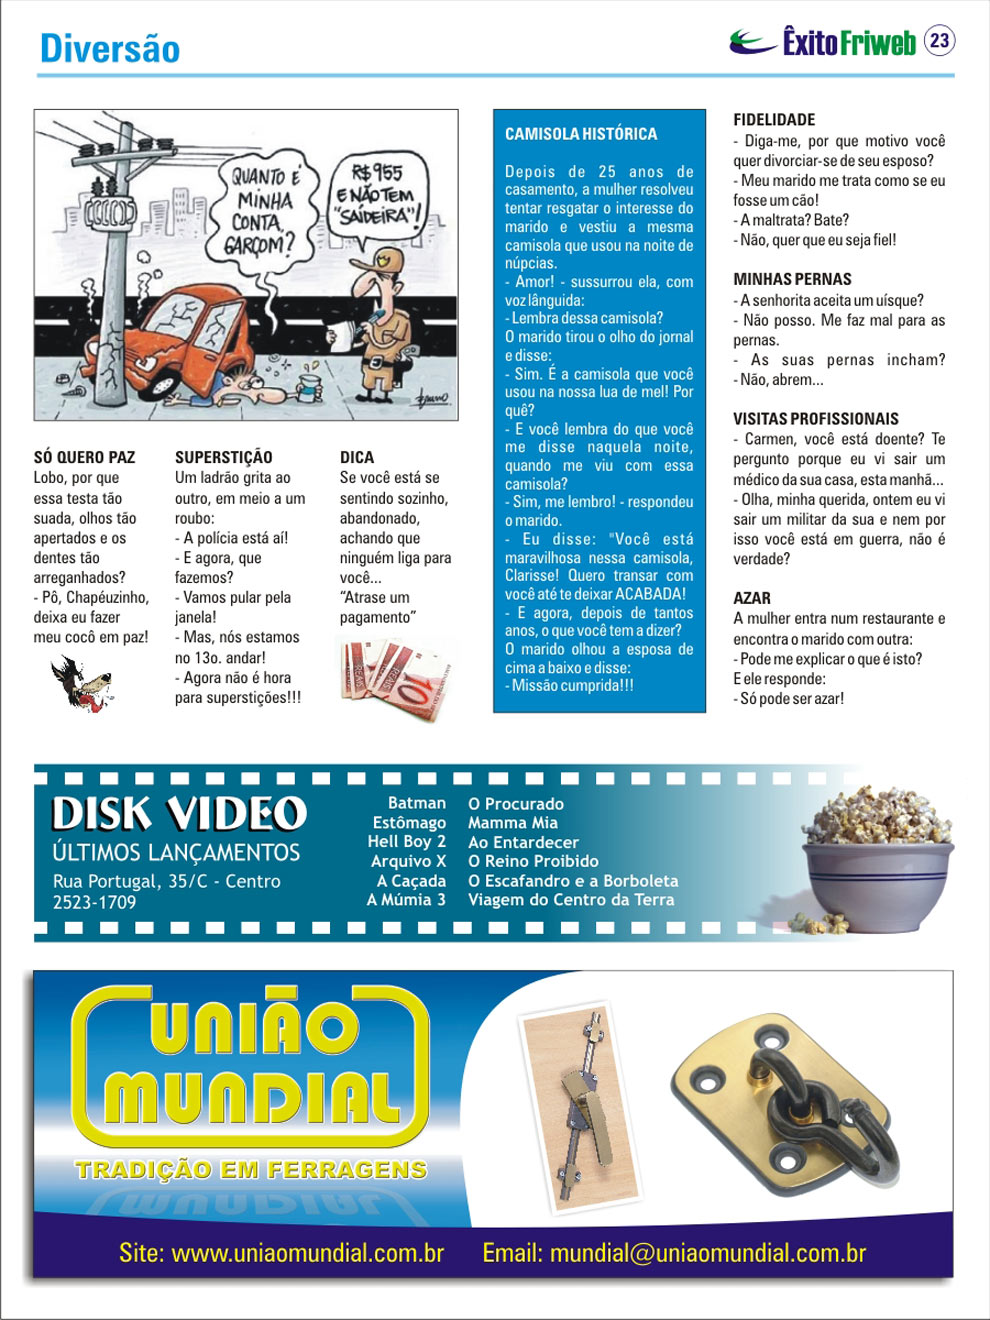 Diversão
ÊxitoFriweb 23
QUANTO É
MINHA
CONTA,
GARÇOM?
R$ 955
E NÃO TEM
"SAIDEIRA"!
SÓ QUERO PAZ
Lobo, por que
essa testa tão
suada, olhos tão
apertados e os
dentes tão
arreganhados?
- Pô, Chapéuzinho,
deixa eu fazer
meu cocô em paz!
SUPERSTIÇÃO
Um ladrão grita ao
outro, em meio a um
roubo:
- A polícia está aí!
- E agora, que
fazemos?
- Vamos pular pela
janela!
- Mas, nós estamos
no 13o. andar!
- Agora não é hora
para superstições!!!
DICA
Se você está se
sentindo sozinho,
abandonado,
achando que
ninguém liga para
você...
“Atrase um
pagamento”
REAIS
REAIS
10
CAMISOLA HISTÓRICA
Depois de 25 anos de
casamento, a mulher resolveu
tentar resgatar o interesse do
marido e vestiu a mesma
camisola que usou na noite de
núpcias.
- Amor! - sussurrou ela, com
voz lânguida:
- Lembra dessa camisola?
O marido tirou o olho do jornal
e disse:
- Sim. É a camisola que você
usou na nossa lua de mel! Por
quê?
- E você lembra do que você
me disse naquela noite,
quando me viu com essa
camisola?
- Sim, me lembro! - respondeu
o marido.
- Eu disse: "Você está
maravilhosa nessa camisola,
Clarisse! Quero transar com
você até te deixar ACABADA!
- E agora, depois de tantos
anos, o que você tem a dizer?
O marido olhou a esposa de
cima a baixo e disse:
- Missão cumprida!!!
FIDELIDADE
- Diga-me, por que motivo você
quer divorciar-se de seu esposo?
- Meu marido me trata como se eu
fosse um cão!
- A maltrata? Bate?
- Não, quer que eu seja fiel!
MINHAS PERNAS
- A senhorita aceita um uísque?
- Não posso. Me faz mal para as
pernas.
- As suas pernas incham?
- Não, abrem...
VISITAS PROFISSIONAIS
- Carmen, você está doente? Te
pergunto porque eu vi sair um
médico da sua casa, esta manhã...
- Olha, minha querida, ontem eu vi
sair um militar da sua e nem por
isso você está em guerra, não é
verdade?
AZAR
A mulher entra num restaurante e
encontra o marido com outra:
- Pode me explicar o que é isto?
E ele responde:
- Só pode ser azar!
DISK VIDEO
ÚLTIMOS LANÇAMENTOS
Rua Portugal, 35/C - Centro
2523-1709
Batman
Estômago
Hell Boy 2
Arquivo X
A Caçada
A Múmia 3
O Procurado
Mamma Mia
Ao Entardecer
O Reino Proibido
O Escafandro e a Borboleta
Viagem do Centro da Terra
UNIÃO
MUNDIAL
TRADIÇÃO EM FERRAGENS
Site: www.uniaomundial.com.br Email: mundial@uniaomundial.com.br